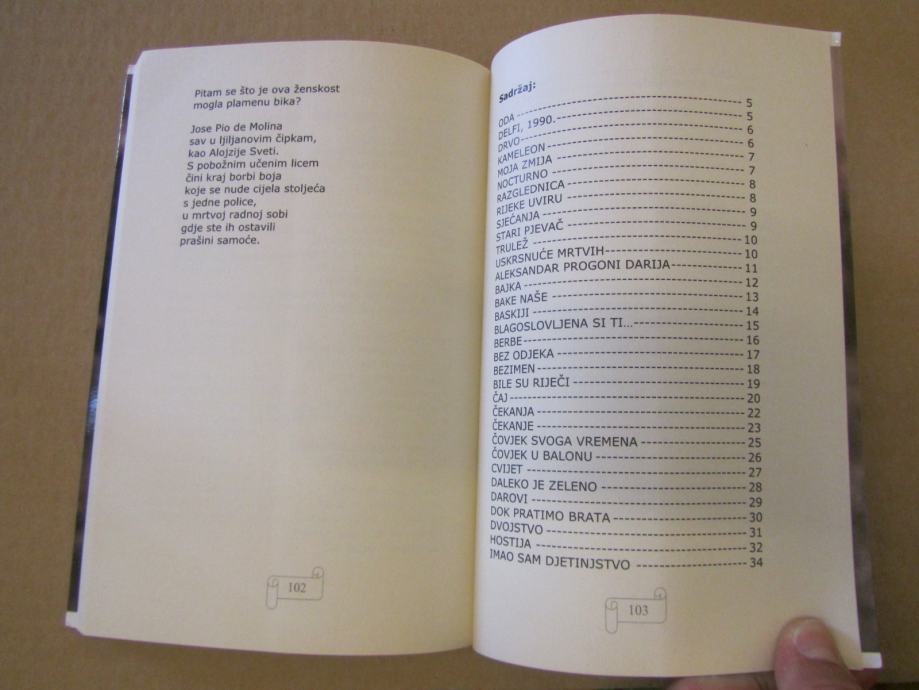 Pitam se što je ova ženskost
mogla plamenu bika?
Jose Pio de Molina
sav u ljiljanovim čipkam,
kao Alojzije Sveti.
S pobožnim učenim licem
čini kraj borbi boja
koje se nude cijela stoljeća
s jedne police,
u mrtvoj radnoj sobi
gdje ste ih ostavili
prašini samoće.
102
Sadržaj:
ODA ---------- 5
DELFI, 1990. ---------- 5
DRVO ---------- 6
KAMELEON ---------- 6
MOJA ZMIJA ---------- 7
NOCTURNO ---------- 7
RAZGLEDNICA ---------- 8
RIJEKE UVIRU ---------- 8
SJEĆANJA ---------- 9
STARI PJEVAČ ---------- 9
TRULEŽ ---------- 10
USKRSNUĆE MRTVIH ---------- 10
ALEKSANDAR PROGONI DARIJA ---------- 11
BAJKA ---------- 12
BAKE NAŠE ---------- 13
BASKIJI ---------- 14
BLAGOSLOVLJENA SI TI... ---------- 15
BERBE ---------- 16
BEZ ODJEKA ---------- 17
BEZIMEN ---------- 18
BILE SU RIJEČI ---------- 19
ČAJ ---------- 20
ČEKANJA ---------- 22
ČEKANJE ---------- 23
ČOVJEK SVOGA VREMENA ---------- 25
ČOVJEK U BALONU ---------- 26
CVIJET ---------- 27
DALEKO JE ZELENO ---------- 28
DAROVI ---------- 29
DOK PRATIMO BRATA ---------- 30
DVOJSTVO ---------- 31
HOSTIJA ---------- 32
IMAO SAM DJETINJSTVO ---------- 34
103